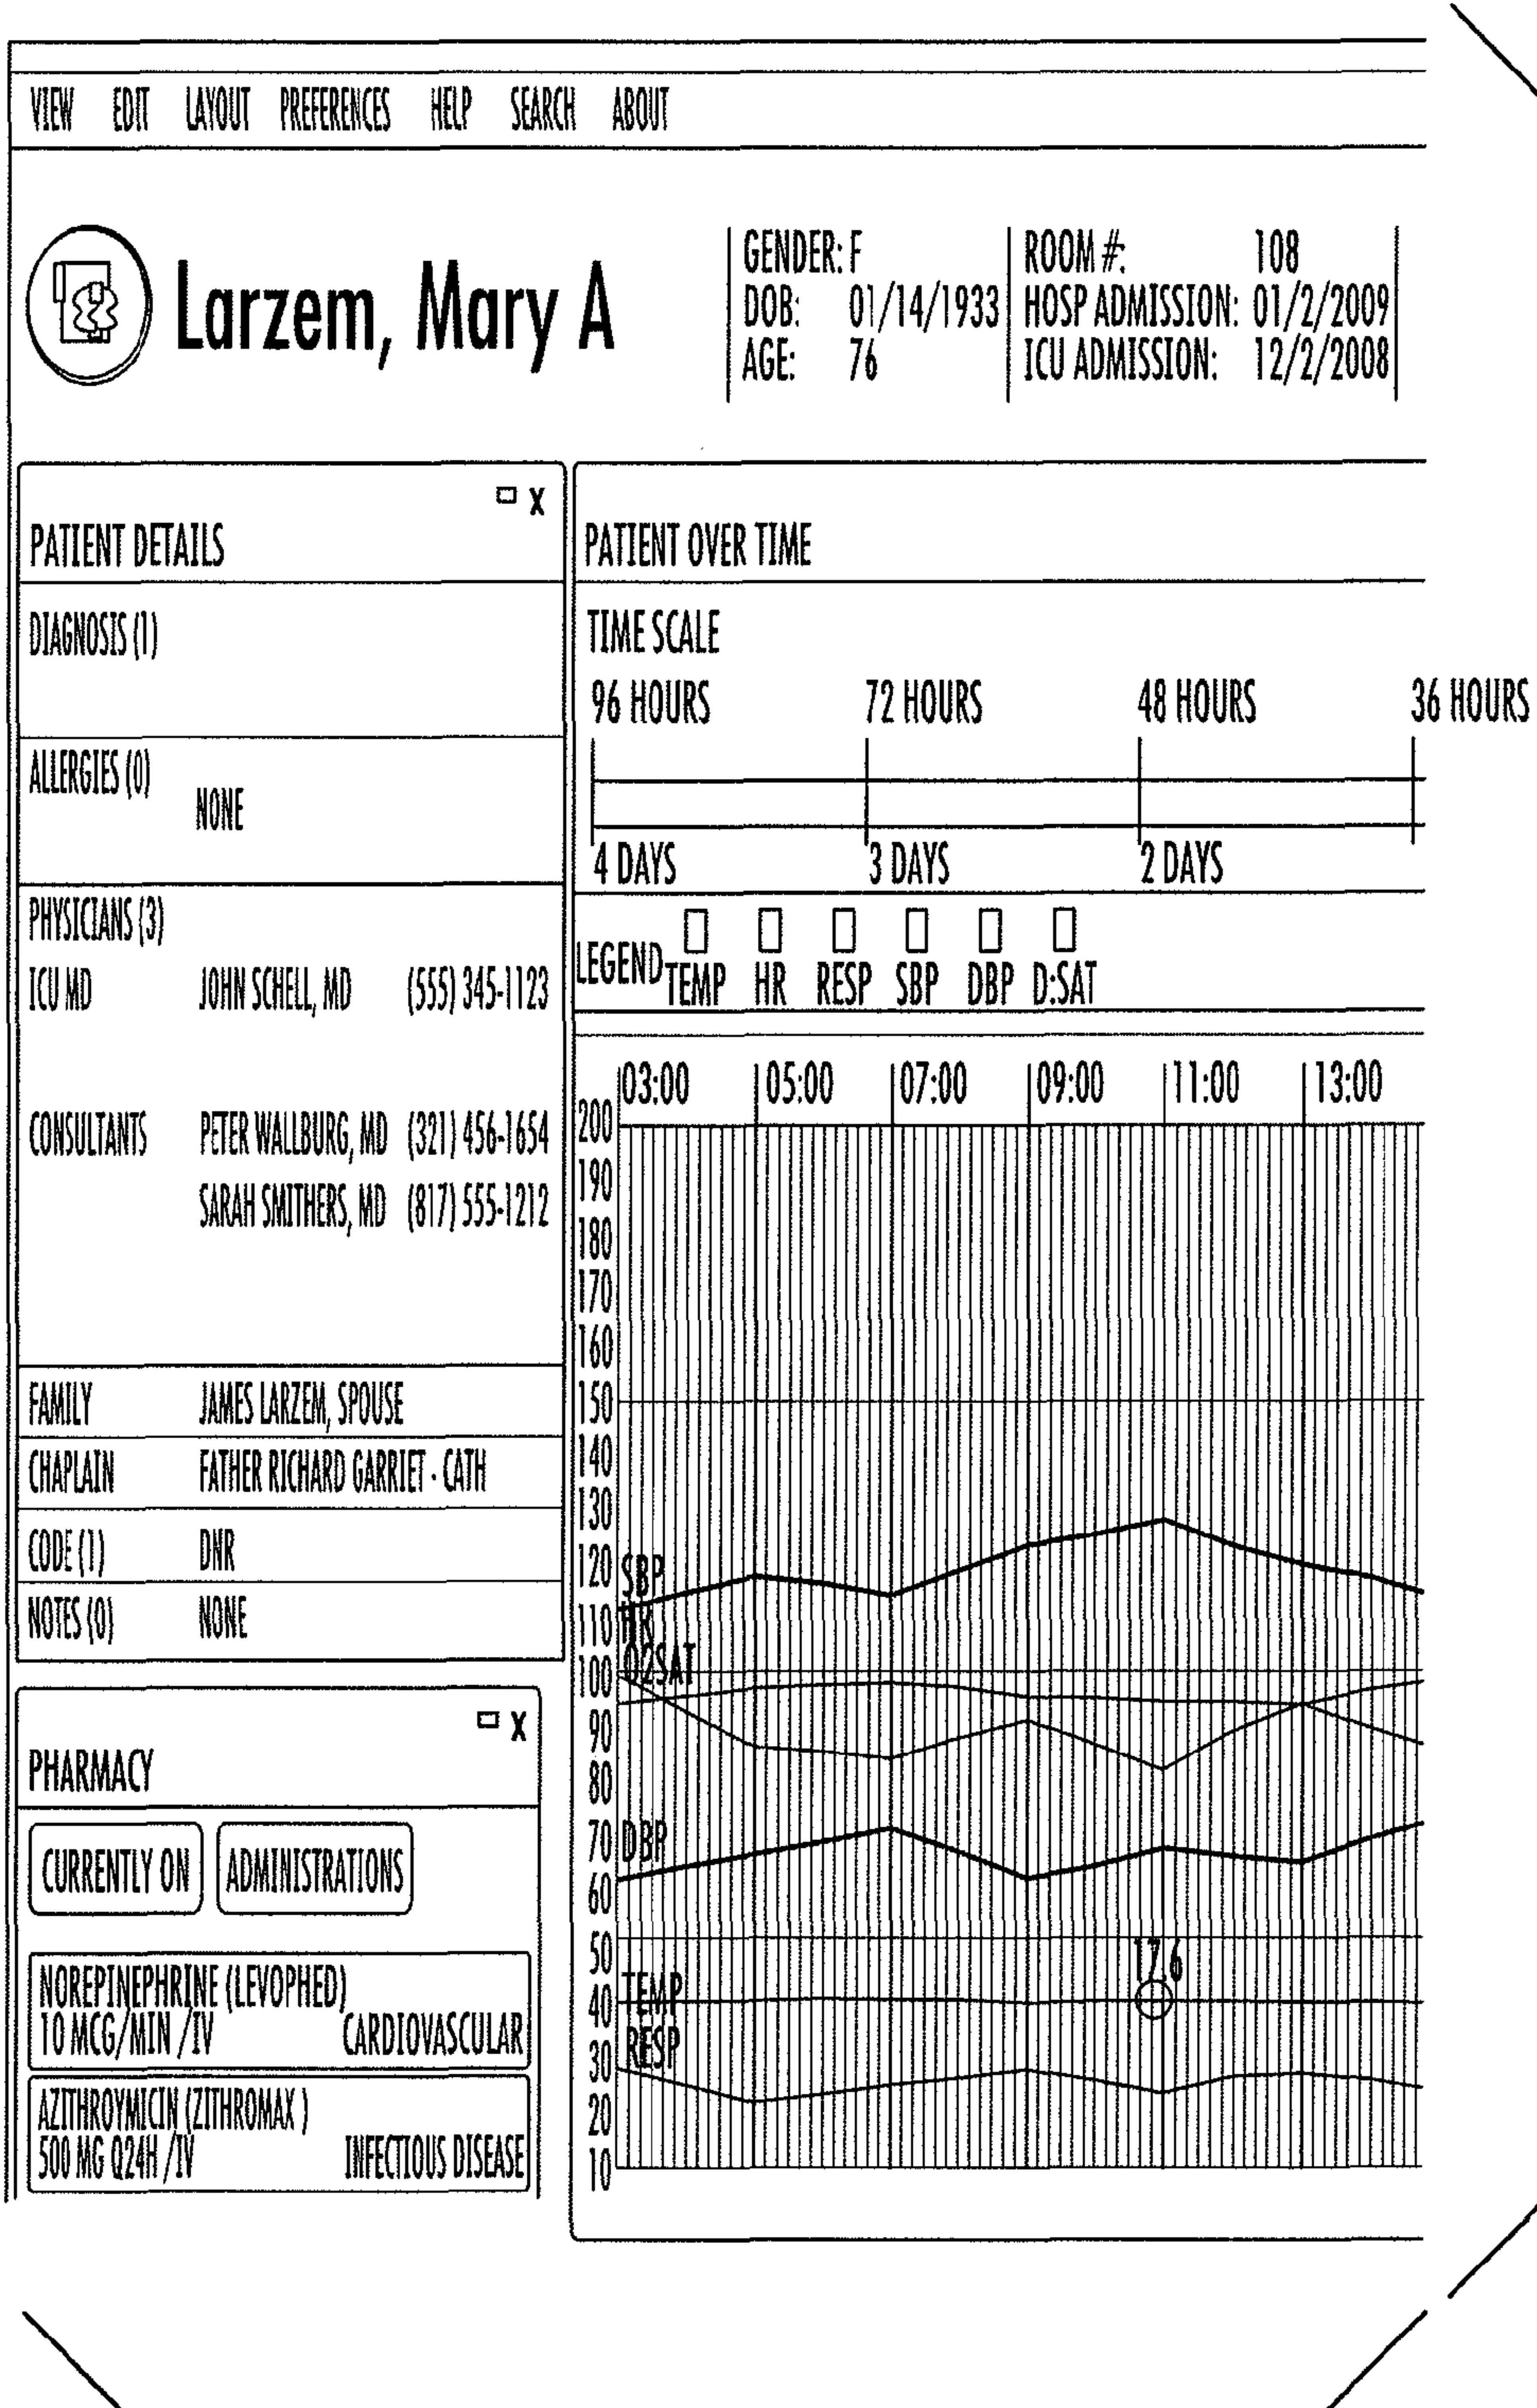 VIEW EDIT LAYOUT PREFERENCES HELP SEARCH ABOUT
Larzem, Mary A
GENDER: F
DOB: 01/14/1933
AGE: 76
ROOM #: 108
HOSP ADMISSION: 01/2/2009
ICU ADMISSION: 12/2/2008
X
PATIENT DETAILS
DIAGNOSIS (1)
ALLERGIES (0)
NONE
PHYSICIANS (3)
ICU MD JOHN SCHELL, MD (555) 345-1123
CONSULTANTS PETER WALLBURG, MD (321) 456-1654
SARAH SMITHERS, MD (817) 555-1212
FAMILY JAMES LARZEM, SPOUSE
CHAPLAIN FATHER RICHARD GARRIET - CATH
CODE (1) DNR
NOTES (0) NONE
X
PHARMACY
CURRENTLY ON ADMINISTRATIONS
NOREPINEPHRINE (LEVOPHED)
10 MCG/MIN /IV CARDIOVASCULAR
AZITHROYMICIN (ZITHROMAX )
500 MG Q24H /IV INFECTIOUS DISEASE
PATIENT OVER TIME
TIME SCALE
96 HOURS 72 HOURS 48 HOURS 36 HOURS
4 DAYS 3 DAYS 2 DAYS
LEGEND TEMP HR RESP SBP DBP D:SAT
03:00 05:00 07:00 09:00 11:00 13:00
200
190
180
170
160
150
140
130
120 SBP
110 HR
100 O2SAT
90
80
70 DBP
60
50
17.6
40 TEMP
30 RESP
20
10